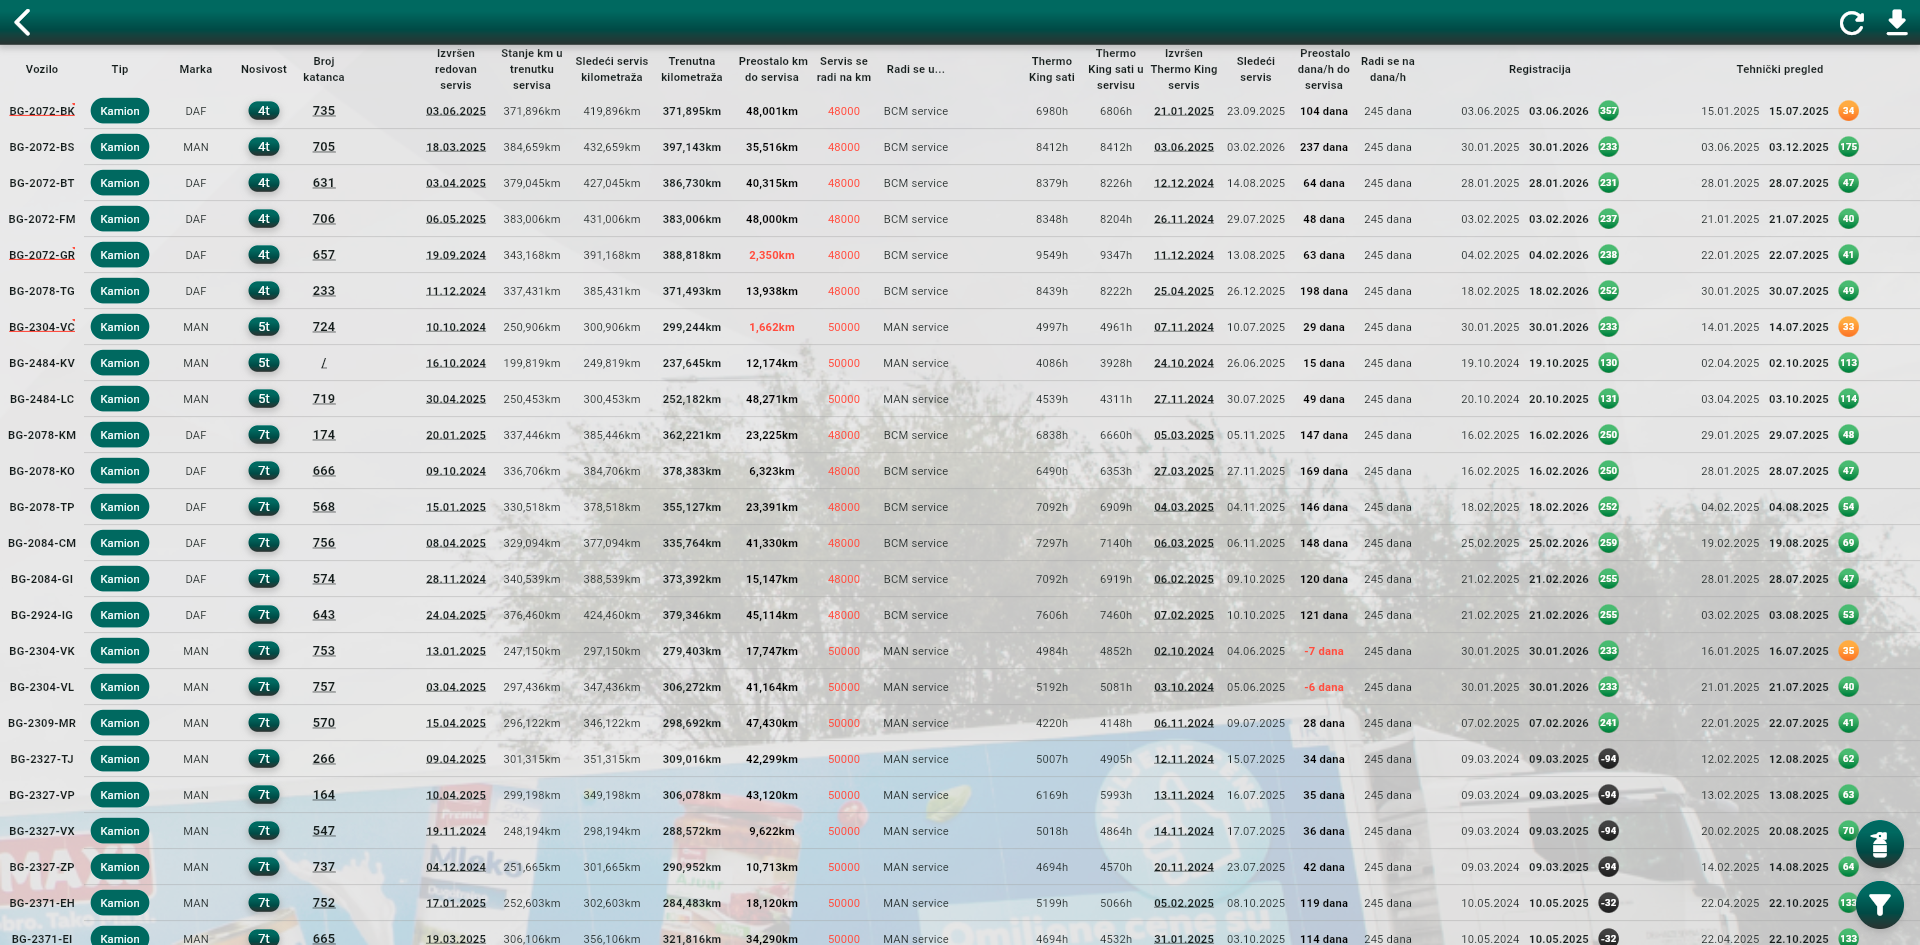 Vozilo Tip Marka Nosivost Broj katanca Izvršen redovan servis Stanje km u trenutku servisa Sledeći servis kilometraža Trenutna kilometraža Preostalo km do servisa Servis se radi na km Radi se u... Thermo King sati Thermo King sati u servisu Izvršen Thermo King servis Sledeći servis Preostalo dana/h do servisa Radi se na dana/h Registracija Tehnički pregled
BG-2072-BK Kamion DAF 4t 735 03.06.2025 371,896km 419,896km 371,895km 48,001km 48000 BCM service 6980h 6806h 21.01.2025 23.09.2025 104 dana 245 dana 03.06.2025 03.06.2026 357 15.01.2025 15.07.2025 34
BG-2072-BS Kamion MAN 4t 705 18.03.2025 384,659km 432,659km 397,143km 35,516km 48000 BCM service 8412h 8412h 03.06.2025 03.02.2026 237 dana 245 dana 30.01.2025 30.01.2026 233 03.06.2025 03.12.2025 175
BG-2072-BT Kamion DAF 4t 631 03.04.2025 379,045km 427,045km 386,730km 40,315km 48000 BCM service 8379h 8226h 12.12.2024 14.08.2025 64 dana 245 dana 28.01.2025 28.01.2026 231 28.01.2025 28.07.2025 47
BG-2072-FM Kamion DAF 4t 706 06.05.2025 383,006km 431,006km 383,006km 48,000km 48000 BCM service 8348h 8204h 26.11.2024 29.07.2025 48 dana 245 dana 03.02.2025 03.02.2026 237 21.01.2025 21.07.2025 40
BG-2072-GR Kamion DAF 4t 657 19.09.2024 343,168km 391,168km 388,818km 2,350km 48000 BCM service 9549h 9347h 11.12.2024 13.08.2025 63 dana 245 dana 04.02.2025 04.02.2026 238 22.01.2025 22.07.2025 41
BG-2078-TG Kamion DAF 4t 233 11.12.2024 337,431km 385,431km 371,493km 13,938km 48000 BCM service 8439h 8222h 25.04.2025 26.12.2025 198 dana 245 dana 18.02.2025 18.02.2026 252 30.01.2025 30.07.2025 49
BG-2304-VC Kamion MAN 5t 724 10.10.2024 250,906km 300,906km 299,244km 1,662km 50000 MAN service 4997h 4961h 07.11.2024 10.07.2025 29 dana 245 dana 30.01.2025 30.01.2026 233 14.01.2025 14.07.2025 33
BG-2484-KV Kamion MAN 5t / 16.10.2024 199,819km 249,819km 237,645km 12,174km 50000 MAN service 4086h 3928h 24.10.2024 26.06.2025 15 dana 245 dana 19.10.2024 19.10.2025 130 02.04.2025 02.10.2025 113
BG-2484-LC Kamion MAN 5t 719 30.04.2025 250,453km 300,453km 252,182km 48,271km 50000 MAN service 4539h 4311h 27.11.2024 30.07.2025 49 dana 245 dana 20.10.2024 20.10.2025 131 03.04.2025 03.10.2025 114
BG-2078-KM Kamion DAF 7t 174 20.01.2025 337,446km 385,446km 362,221km 23,225km 48000 BCM service 6838h 6660h 05.03.2025 05.11.2025 147 dana 245 dana 16.02.2025 16.02.2026 250 29.01.2025 29.07.2025 48
BG-2078-KO Kamion DAF 7t 666 09.10.2024 336,706km 384,706km 378,383km 6,323km 48000 BCM service 6490h 6353h 27.03.2025 27.11.2025 169 dana 245 dana 16.02.2025 16.02.2026 250 28.01.2025 28.07.2025 47
BG-2078-TP Kamion DAF 7t 568 15.01.2025 330,518km 378,518km 355,127km 23,391km 48000 BCM service 7092h 6909h 04.03.2025 04.11.2025 146 dana 245 dana 18.02.2025 18.02.2026 252 04.02.2025 04.08.2025 54
BG-2084-CM Kamion DAF 7t 756 08.04.2025 329,094km 377,094km 335,764km 41,330km 48000 BCM service 7297h 7140h 06.03.2025 06.11.2025 148 dana 245 dana 25.02.2025 25.02.2026 259 19.02.2025 19.08.2025 69
BG-2084-GI Kamion DAF 7t 574 28.11.2024 340,539km 388,539km 373,392km 15,147km 48000 BCM service 7092h 6919h 06.02.2025 09.10.2025 120 dana 245 dana 21.02.2025 21.02.2026 255 28.01.2025 28.07.2025 47
BG-2924-IG Kamion DAF 7t 643 24.04.2025 376,460km 424,460km 379,346km 45,114km 48000 BCM service 7606h 7460h 07.02.2025 10.10.2025 121 dana 245 dana 21.02.2025 21.02.2026 255 03.02.2025 03.08.2025 53
BG-2304-VK Kamion MAN 7t 753 13.01.2025 247,150km 297,150km 279,403km 17,747km 50000 MAN service 4984h 4852h 02.10.2024 04.06.2025 -7 dana 245 dana 30.01.2025 30.01.2026 233 16.01.2025 16.07.2025 35
BG-2304-VL Kamion MAN 7t 757 03.04.2025 297,436km 347,436km 306,272km 41,164km 50000 MAN service 5192h 5081h 03.10.2024 05.06.2025 -6 dana 245 dana 30.01.2025 30.01.2026 233 21.01.2025 21.07.2025 40
BG-2309-MR Kamion MAN 7t 570 15.04.2025 296,122km 346,122km 298,692km 47,430km 50000 MAN service 4220h 4148h 06.11.2024 09.07.2025 28 dana 245 dana 07.02.2025 07.02.2026 241 22.01.2025 22.07.2025 41
BG-2327-TJ Kamion MAN 7t 266 09.04.2025 301,315km 351,315km 309,016km 42,299km 50000 MAN service 5007h 4905h 12.11.2024 15.07.2025 34 dana 245 dana 09.03.2024 09.03.2025 -94 12.02.2025 12.08.2025 62
BG-2327-VP Kamion MAN 7t 164 10.04.2025 299,198km 349,198km 306,078km 43,120km 50000 MAN service 6169h 5993h 13.11.2024 16.07.2025 35 dana 245 dana 09.03.2024 09.03.2025 -94 13.02.2025 13.08.2025 63
BG-2327-VX Kamion MAN 7t 547 19.11.2024 248,194km 298,194km 288,572km 9,622km 50000 MAN service 5018h 4864h 14.11.2024 17.07.2025 36 dana 245 dana 09.03.2024 09.03.2025 -94 20.02.2025 20.08.2025 70
BG-2327-ZP Kamion MAN 7t 737 04.12.2024 251,665km 301,665km 290,952km 10,713km 50000 MAN service 4694h 4570h 20.11.2024 23.07.2025 42 dana 245 dana 09.03.2024 09.03.2025 -94 14.02.2025 14.08.2025 64
BG-2371-EH Kamion MAN 7t 752 17.01.2025 252,603km 302,603km 284,483km 18,120km 50000 MAN service 5199h 5066h 05.02.2025 08.10.2025 119 dana 245 dana 10.05.2024 10.05.2025 -32 22.04.2025 22.10.2025 133
BG-2371-EI Kamion MAN 7t 665 19.03.2025 306,106km 356,106km 321,816km 34,290km 50000 MAN service 4694h 4532h 31.01.2025 03.10.2025 114 dana 245 dana 10.05.2024 10.05.2025 -32 22.04.2025 22.10.2025 133